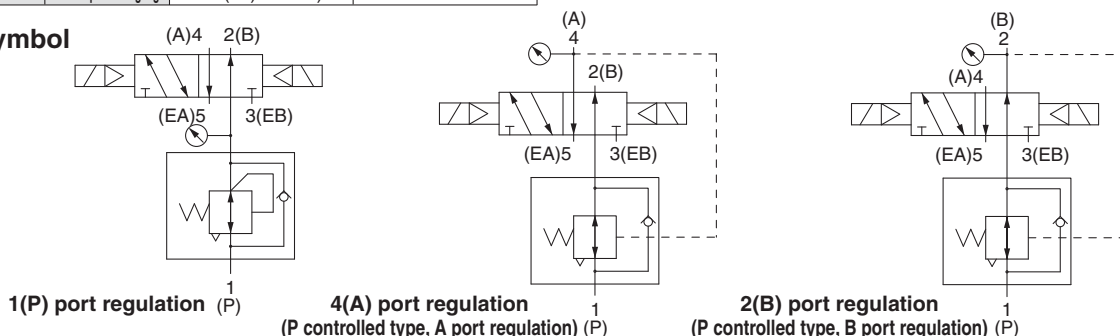 ymbol
(A)4 2(B)
(EA)5 3(EB)
1
(P)
1(P) port regulation
(A)
4
2(B)
(EA)5 3(EB)
1
(P)
4(A) port regulation
(P controlled type, A port regulation)
(B)
2
(A)4
(EA)5 3(EB)
1
(P)
2(B) port regulation
(P controlled type, B port regulation)